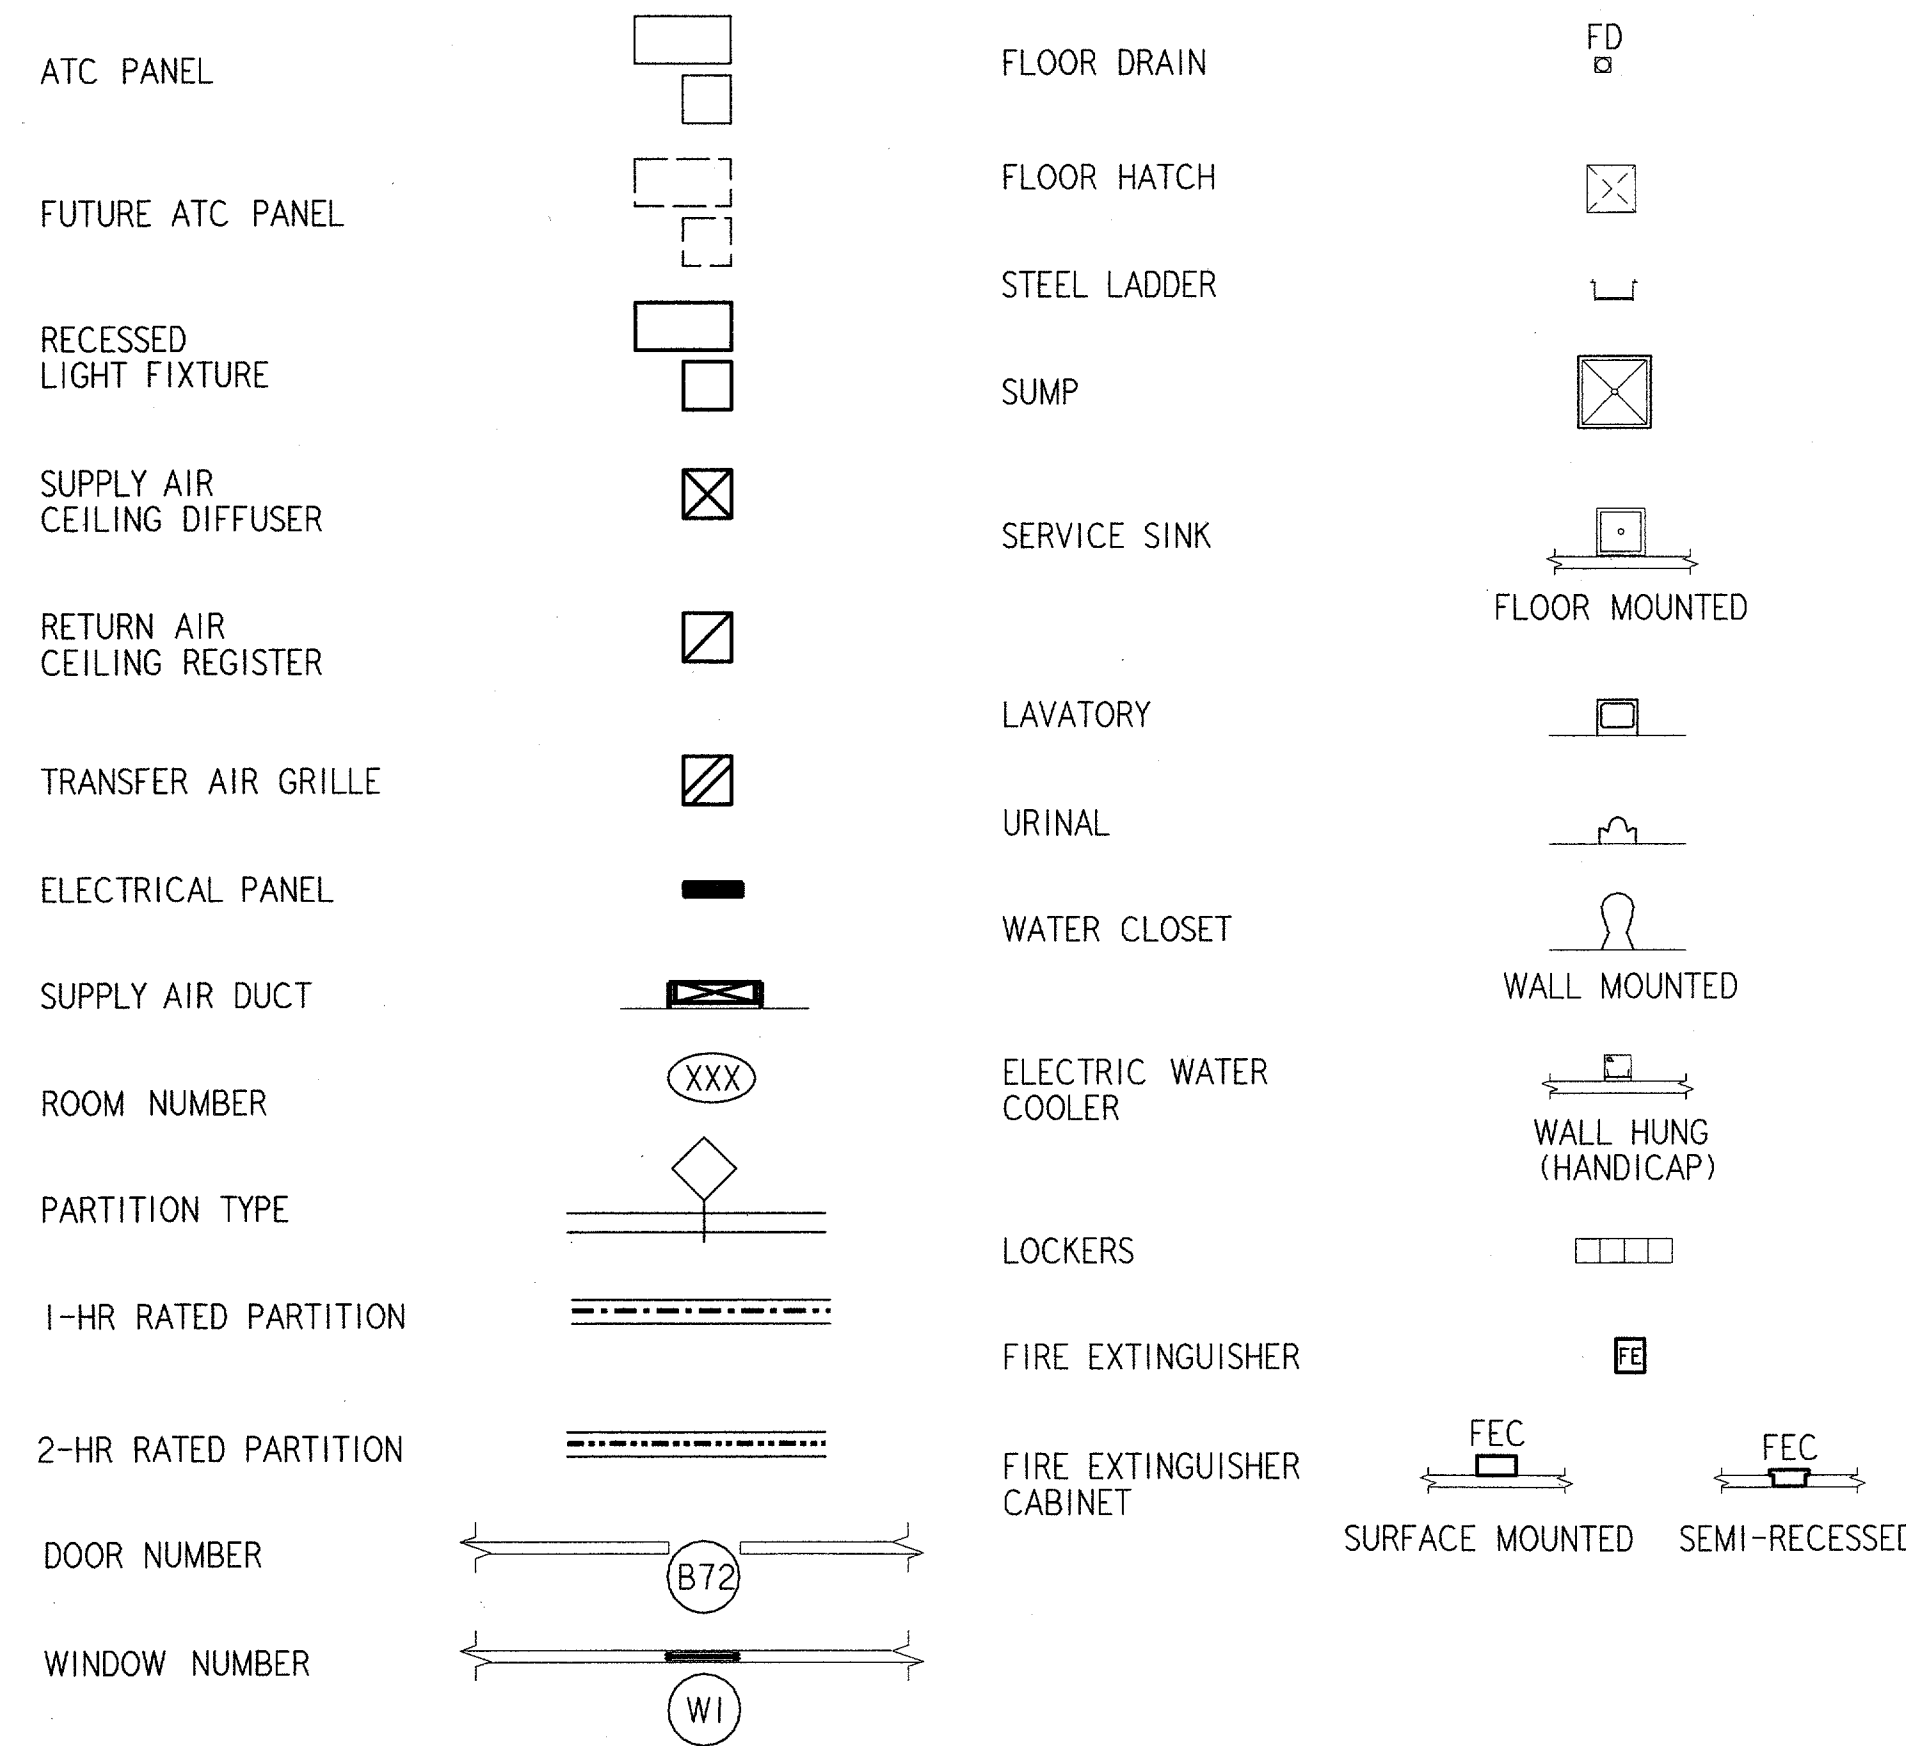 ATC PANEL
FUTURE ATC PANEL
RECESSED
LIGHT FIXTURE
SUPPLY AIR
CEILING DIFFUSER
RETURN AIR
CEILING REGISTER
TRANSFER AIR GRILLE
ELECTRICAL PANEL
SUPPLY AIR DUCT
ROOM NUMBER
XXX
PARTITION TYPE
1-HR RATED PARTITION
2-HR RATED PARTITION
DOOR NUMBER
B72
WINDOW NUMBER
W1
FLOOR DRAIN
FD
FLOOR HATCH
STEEL LADDER
SUMP
SERVICE SINK
FLOOR MOUNTED
LAVATORY
URINAL
WATER CLOSET
WALL MOUNTED
ELECTRIC WATER
COOLER
WALL HUNG
(HANDICAP)
LOCKERS
FIRE EXTINGUISHER
FE
FIRE EXTINGUISHER
CABINET
FEC
SURFACE MOUNTED
FEC
SEMI-RECESSED